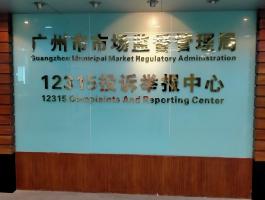 广州市市场监督管理局
Guangzhou Municipal Market Regulatory Administration
12315投诉举报中心
12315 Complaints And Reporting Center